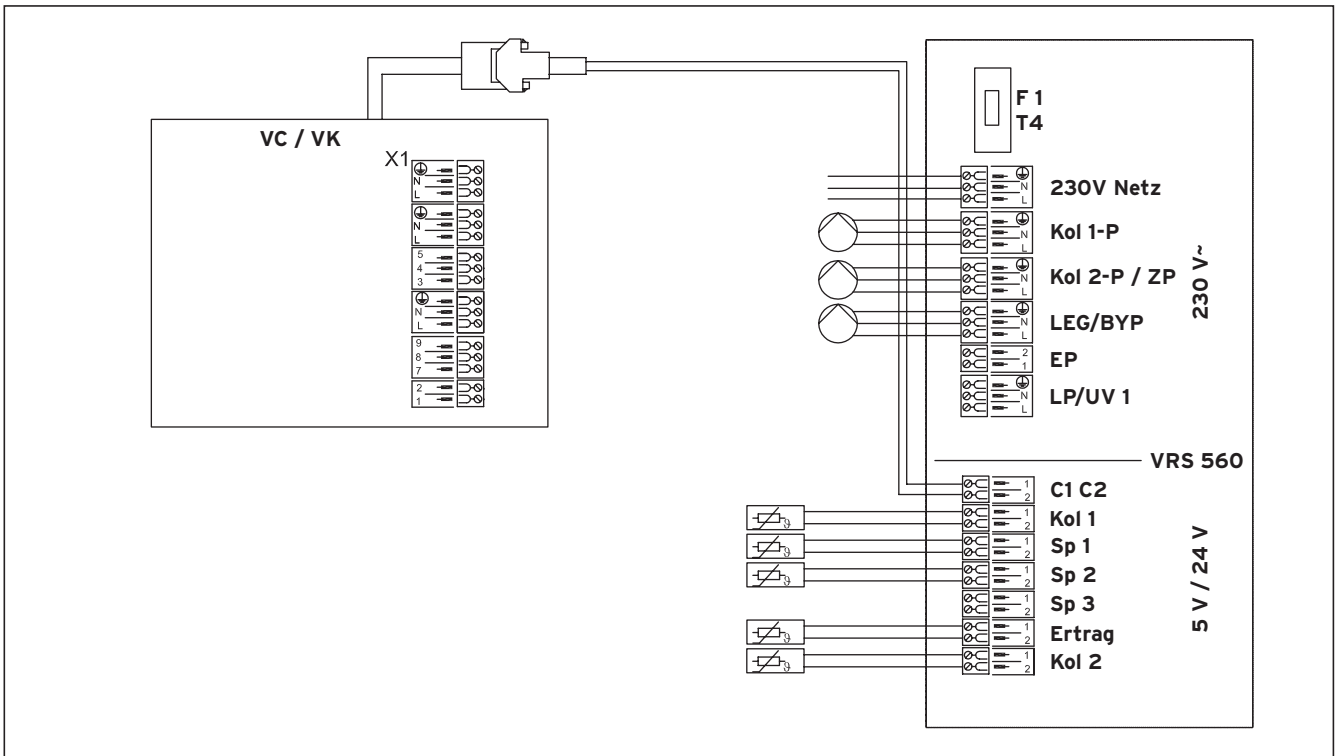 VC / VK
X1
N
L
N
L
5
4
3
N
L
9
8
7
2
1
F 1
T4
N
L
230V Netz
N
L
Kol 1-P
N
L
Kol 2-P / ZP
N
L
LEG/BYP
2
1
EP
N
L
LP/UV 1
230 V~
VRS 560
1
2
C1 C2
1
2
Kol 1
1
2
Sp 1
1
2
Sp 2
1
2
Sp 3
1
2
Ertrag
1
2
Kol 2
5 V / 24 V
ϑ
ϑ
ϑ
ϑ
ϑ